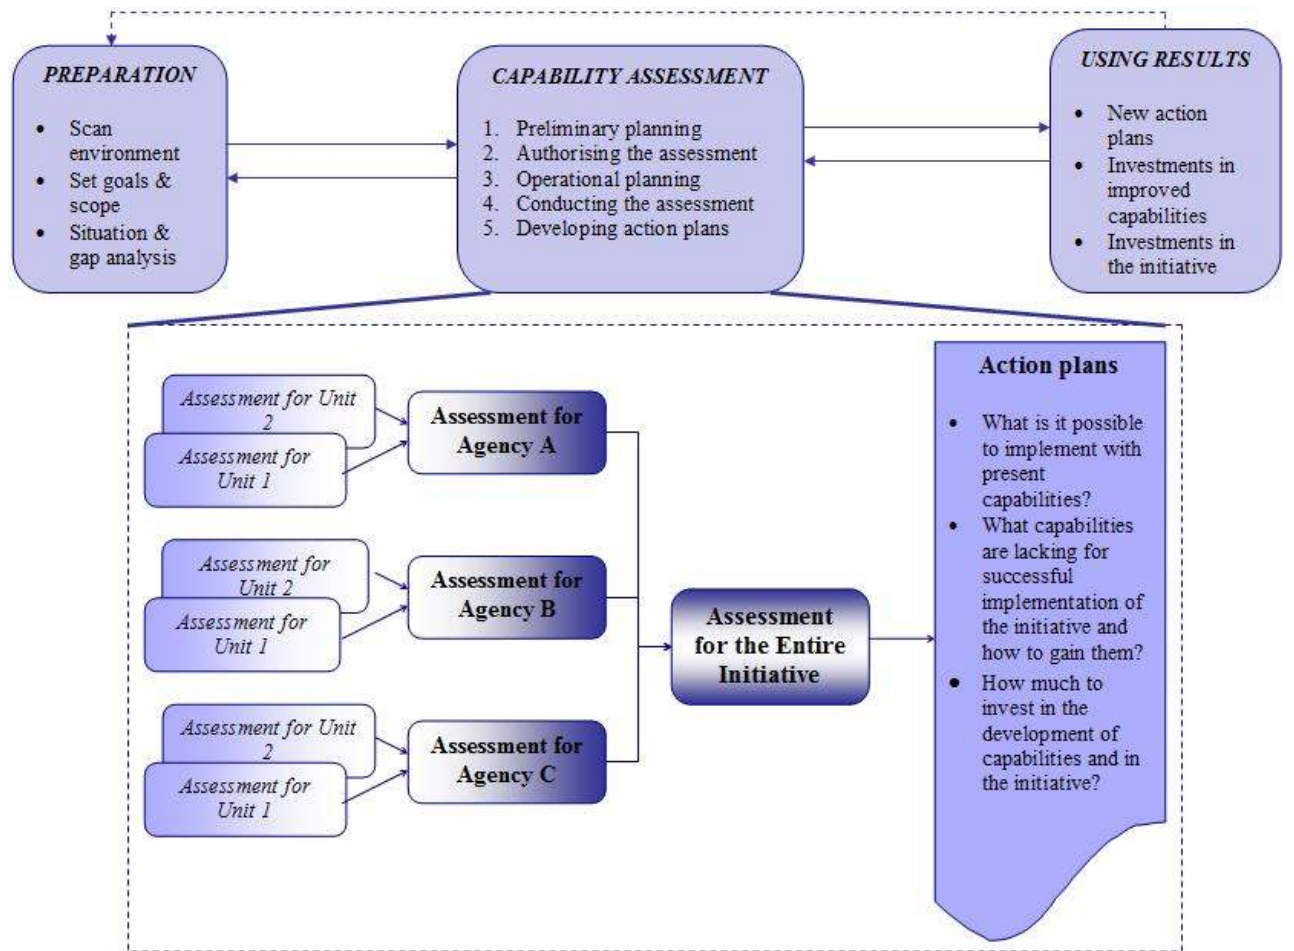 PREPARATION
• Scan
environment
• Set goals &
scope
• Situation &
gap analysis
CAPABILITY ASSESSMENT
1. Preliminary planning
2. Authorising the assessment
3. Operational planning
4. Conducting the assessment
5. Developing action plans
USING RESULTS
• New action
plans
• Investments in
improved
capabilities
• Investments in
the initiative
Assessment for Unit
2
Assessment for
Unit 1
Assessment for
Agency A
Assessment for
Unit 2
Assessment for
Unit 1
Assessment for
Agency B
Assessment for Unit
2
Assessment for
Unit 1
Assessment for
Agency C
Assessment
for the Entire
Initiative
Action plans
• What is it possible
to implement with
present
capabilities?
• What capabilities
are lacking for
successful
implementation of
the initiative and
how to gain them?
• How much to
invest in the
development of
capabilities and in
the initiative?